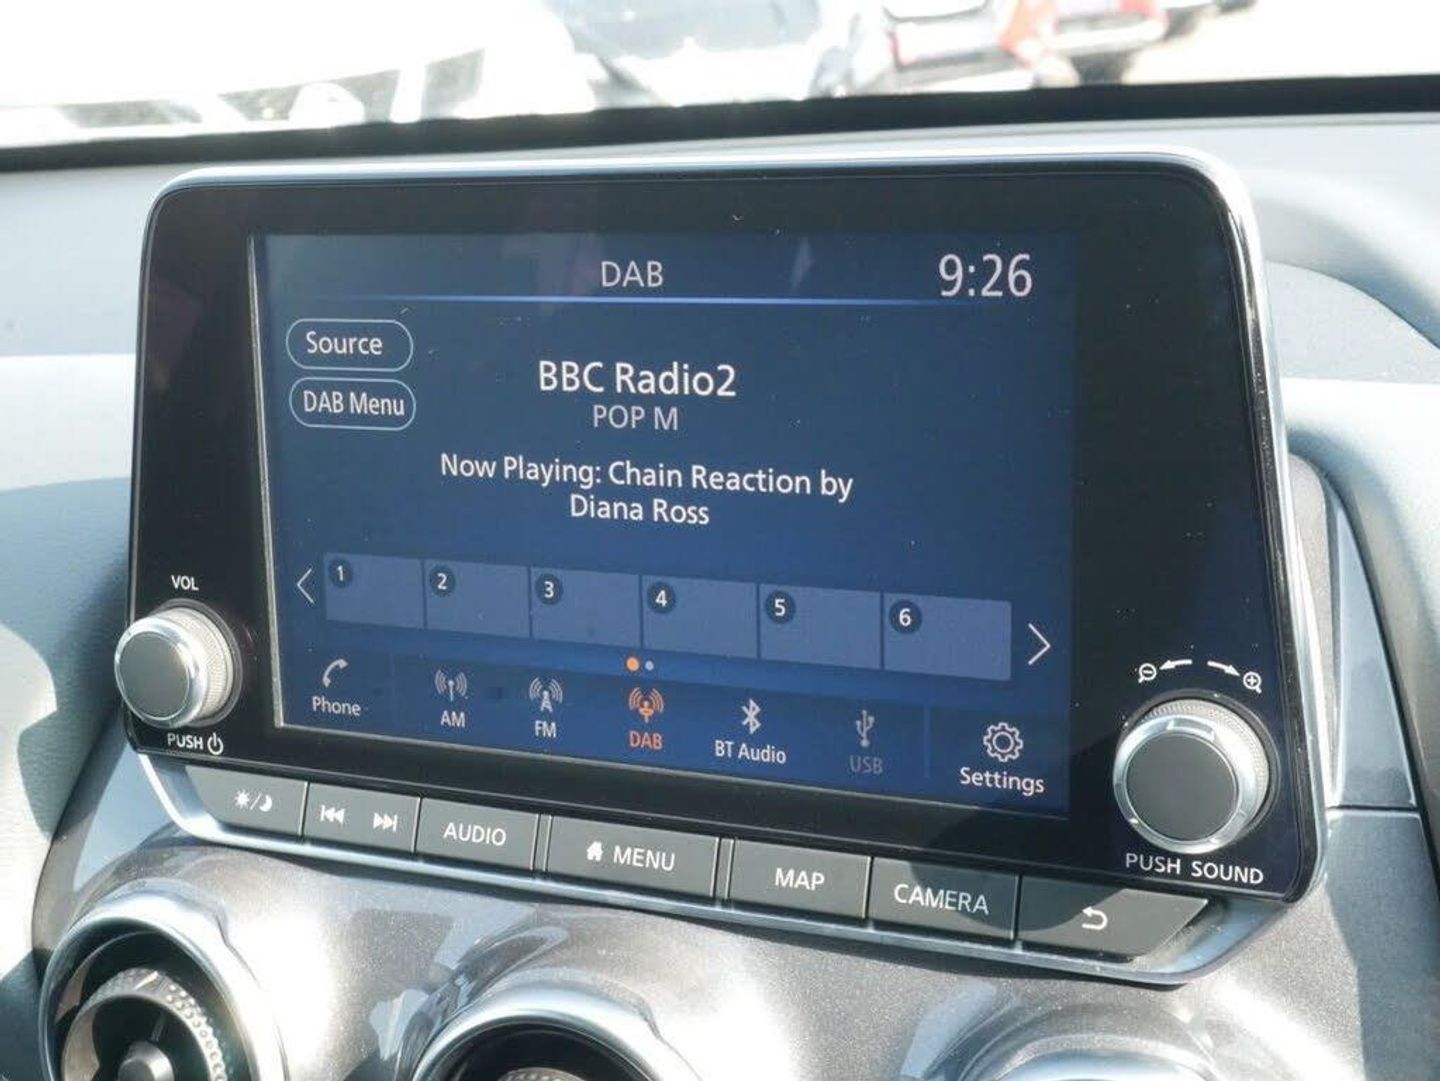 DAB
9:26
Source
DAB Menu
BBC Radio2
POP M
Now Playing: Chain Reaction by
Diana Ross
1 2 3 4 5 6
Phone AM FM DAB BT Audio USB Settings
VOL
PUSH
AUDIO MENU MAP CAMERA
PUSH SOUND